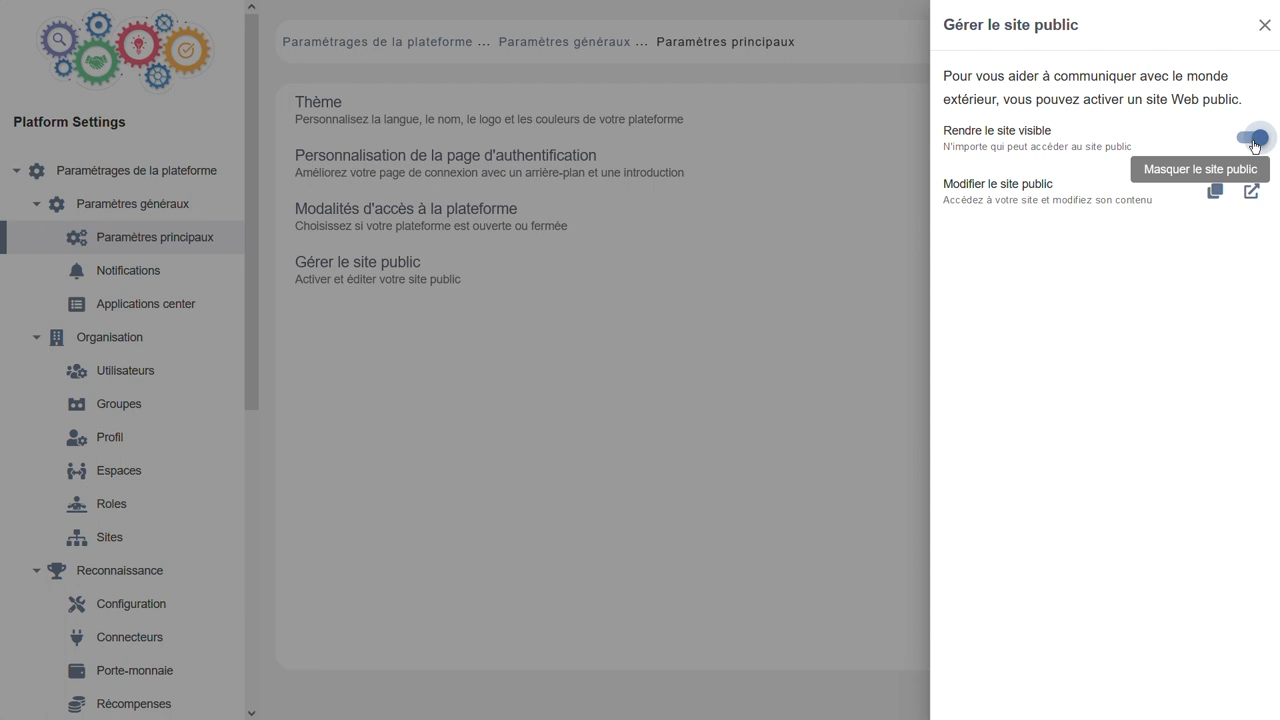 Platform Settings
Paramétrages de la plateforme
Paramètres généraux
Paramètres principaux
Notifications
Applications center
Organisation
Utilisateurs
Groupes
Profil
Espaces
Roles
Sites
Reconnaissance
Configuration
Connecteurs
Porte-monnaie
Récompenses
Paramétrages de la plateforme ... Paramètres généraux ... Paramètres principaux
Thème
Personnalisez la langue, le nom, le logo et les couleurs de votre plateforme
Personnalisation de la page d'authentification
Améliorez votre page de connexion avec un arrière-plan et une introduction
Modalités d'accès à la plateforme
Choisissez si votre plateforme est ouverte ou fermée
Gérer le site public
Activer et éditer votre site public
Gérer le site public
Pour vous aider à communiquer avec le monde
extérieur, vous pouvez activer un site Web public.
Rendre le site visible
N'importe qui peut accéder au site public
Masquer le site public
Modifier le site public
Accédez à votre site et modifiez son contenu